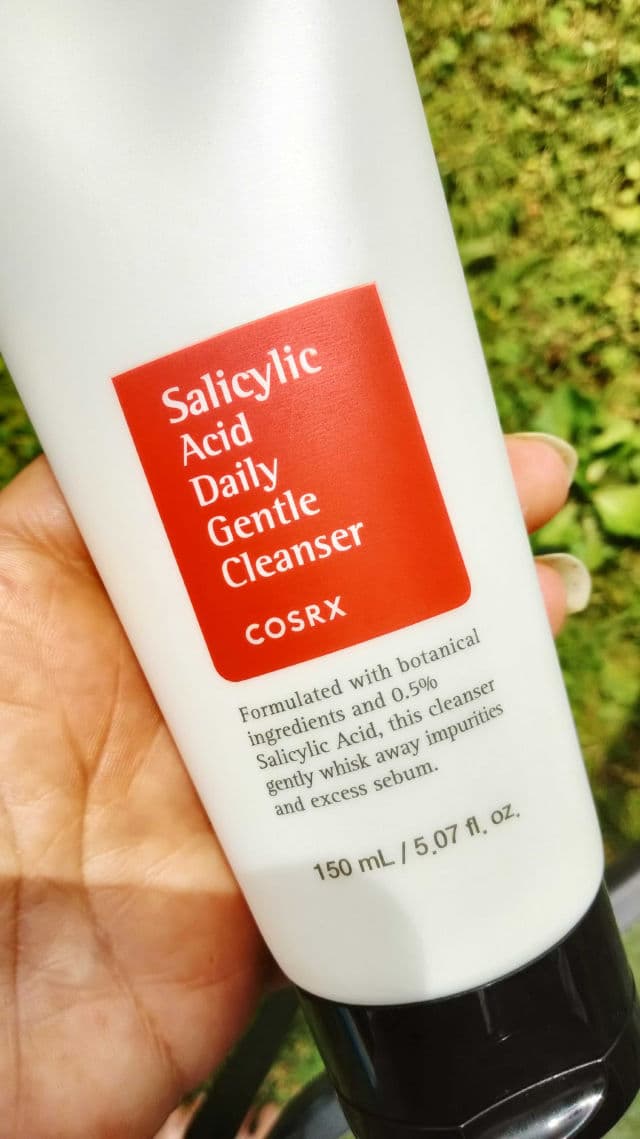 Salicylic
Acid
Daily
Gentle
Cleanser
COSRX
Formulated with botanical
ingredients and 0.5%
Salicylic Acid, this cleanser
gently whisk away impurities
and excess sebum.
150 mL / 5.07 fl. oz.